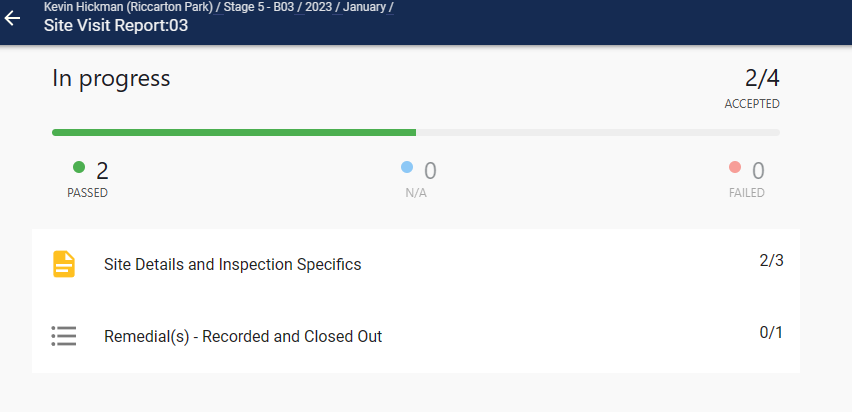 Kevin Hickman (Riccarton Park) / Stage 5 - B03 / 2023 / January /
Site Visit Report:03
In progress
2/4
ACCEPTED
2
PASSED
0
N/A
0
FAILED
Site Details and Inspection Specifics
2/3
Remedial(s) - Recorded and Closed Out
0/1